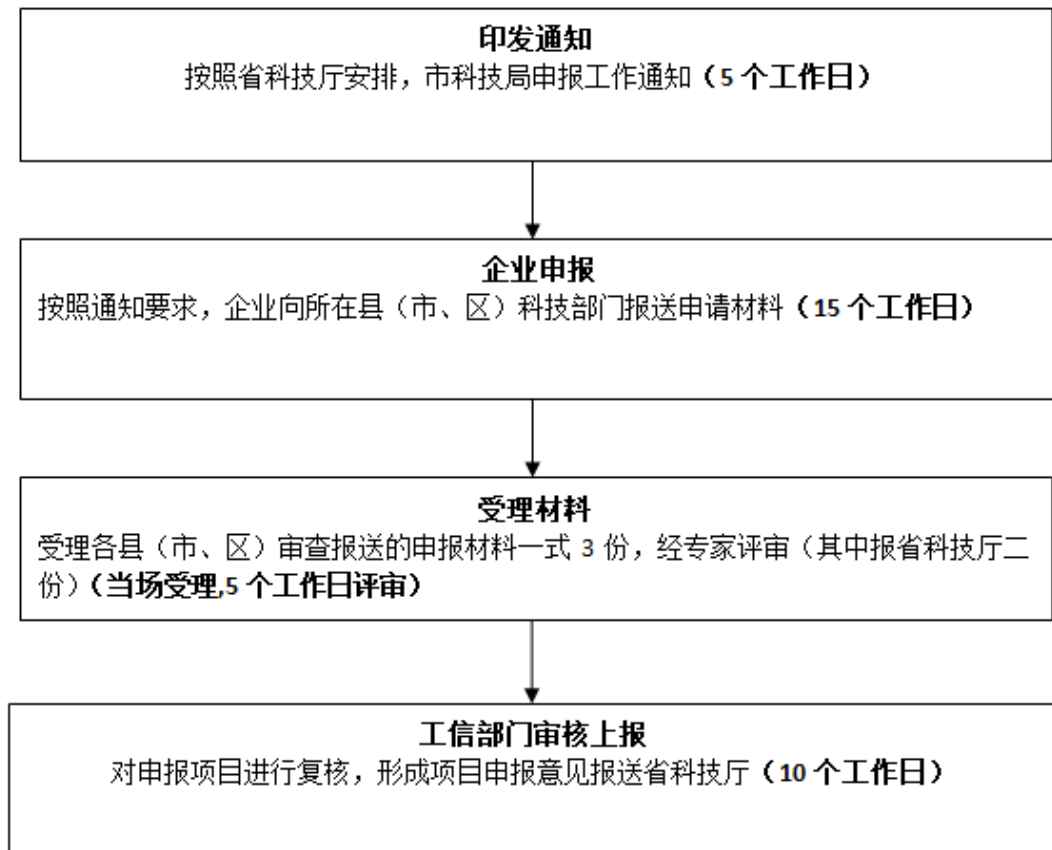 印发通知
按照省科技厅安排，市科技局申报工作通知（5 个工作日）
企业申报
按照通知要求，企业向所在县（市、区）科技部门报送申请材料（15 个工作日）
受理材料
受理各县（市、区）审查报送的申报材料一式 3 份，经专家评审（其中报省科技厅二
份）（当场受理,5 个工作日评审）
工信部门审核上报
对申报项目进行复核，形成项目申报意见报送省科技厅（10 个工作日）